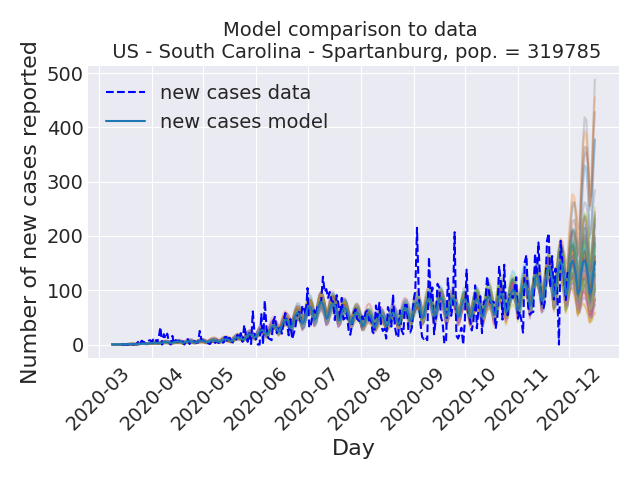 Model comparison to data
US - South Carolina - Spartanburg, pop. = 319785
Number of new cases reported
500
400
300
200
100
0
new cases data
new cases model
2020-03
2020-04
2020-05
2020-06
2020-07
2020-08
2020-09
2020-10
2020-11
2020-12
Day